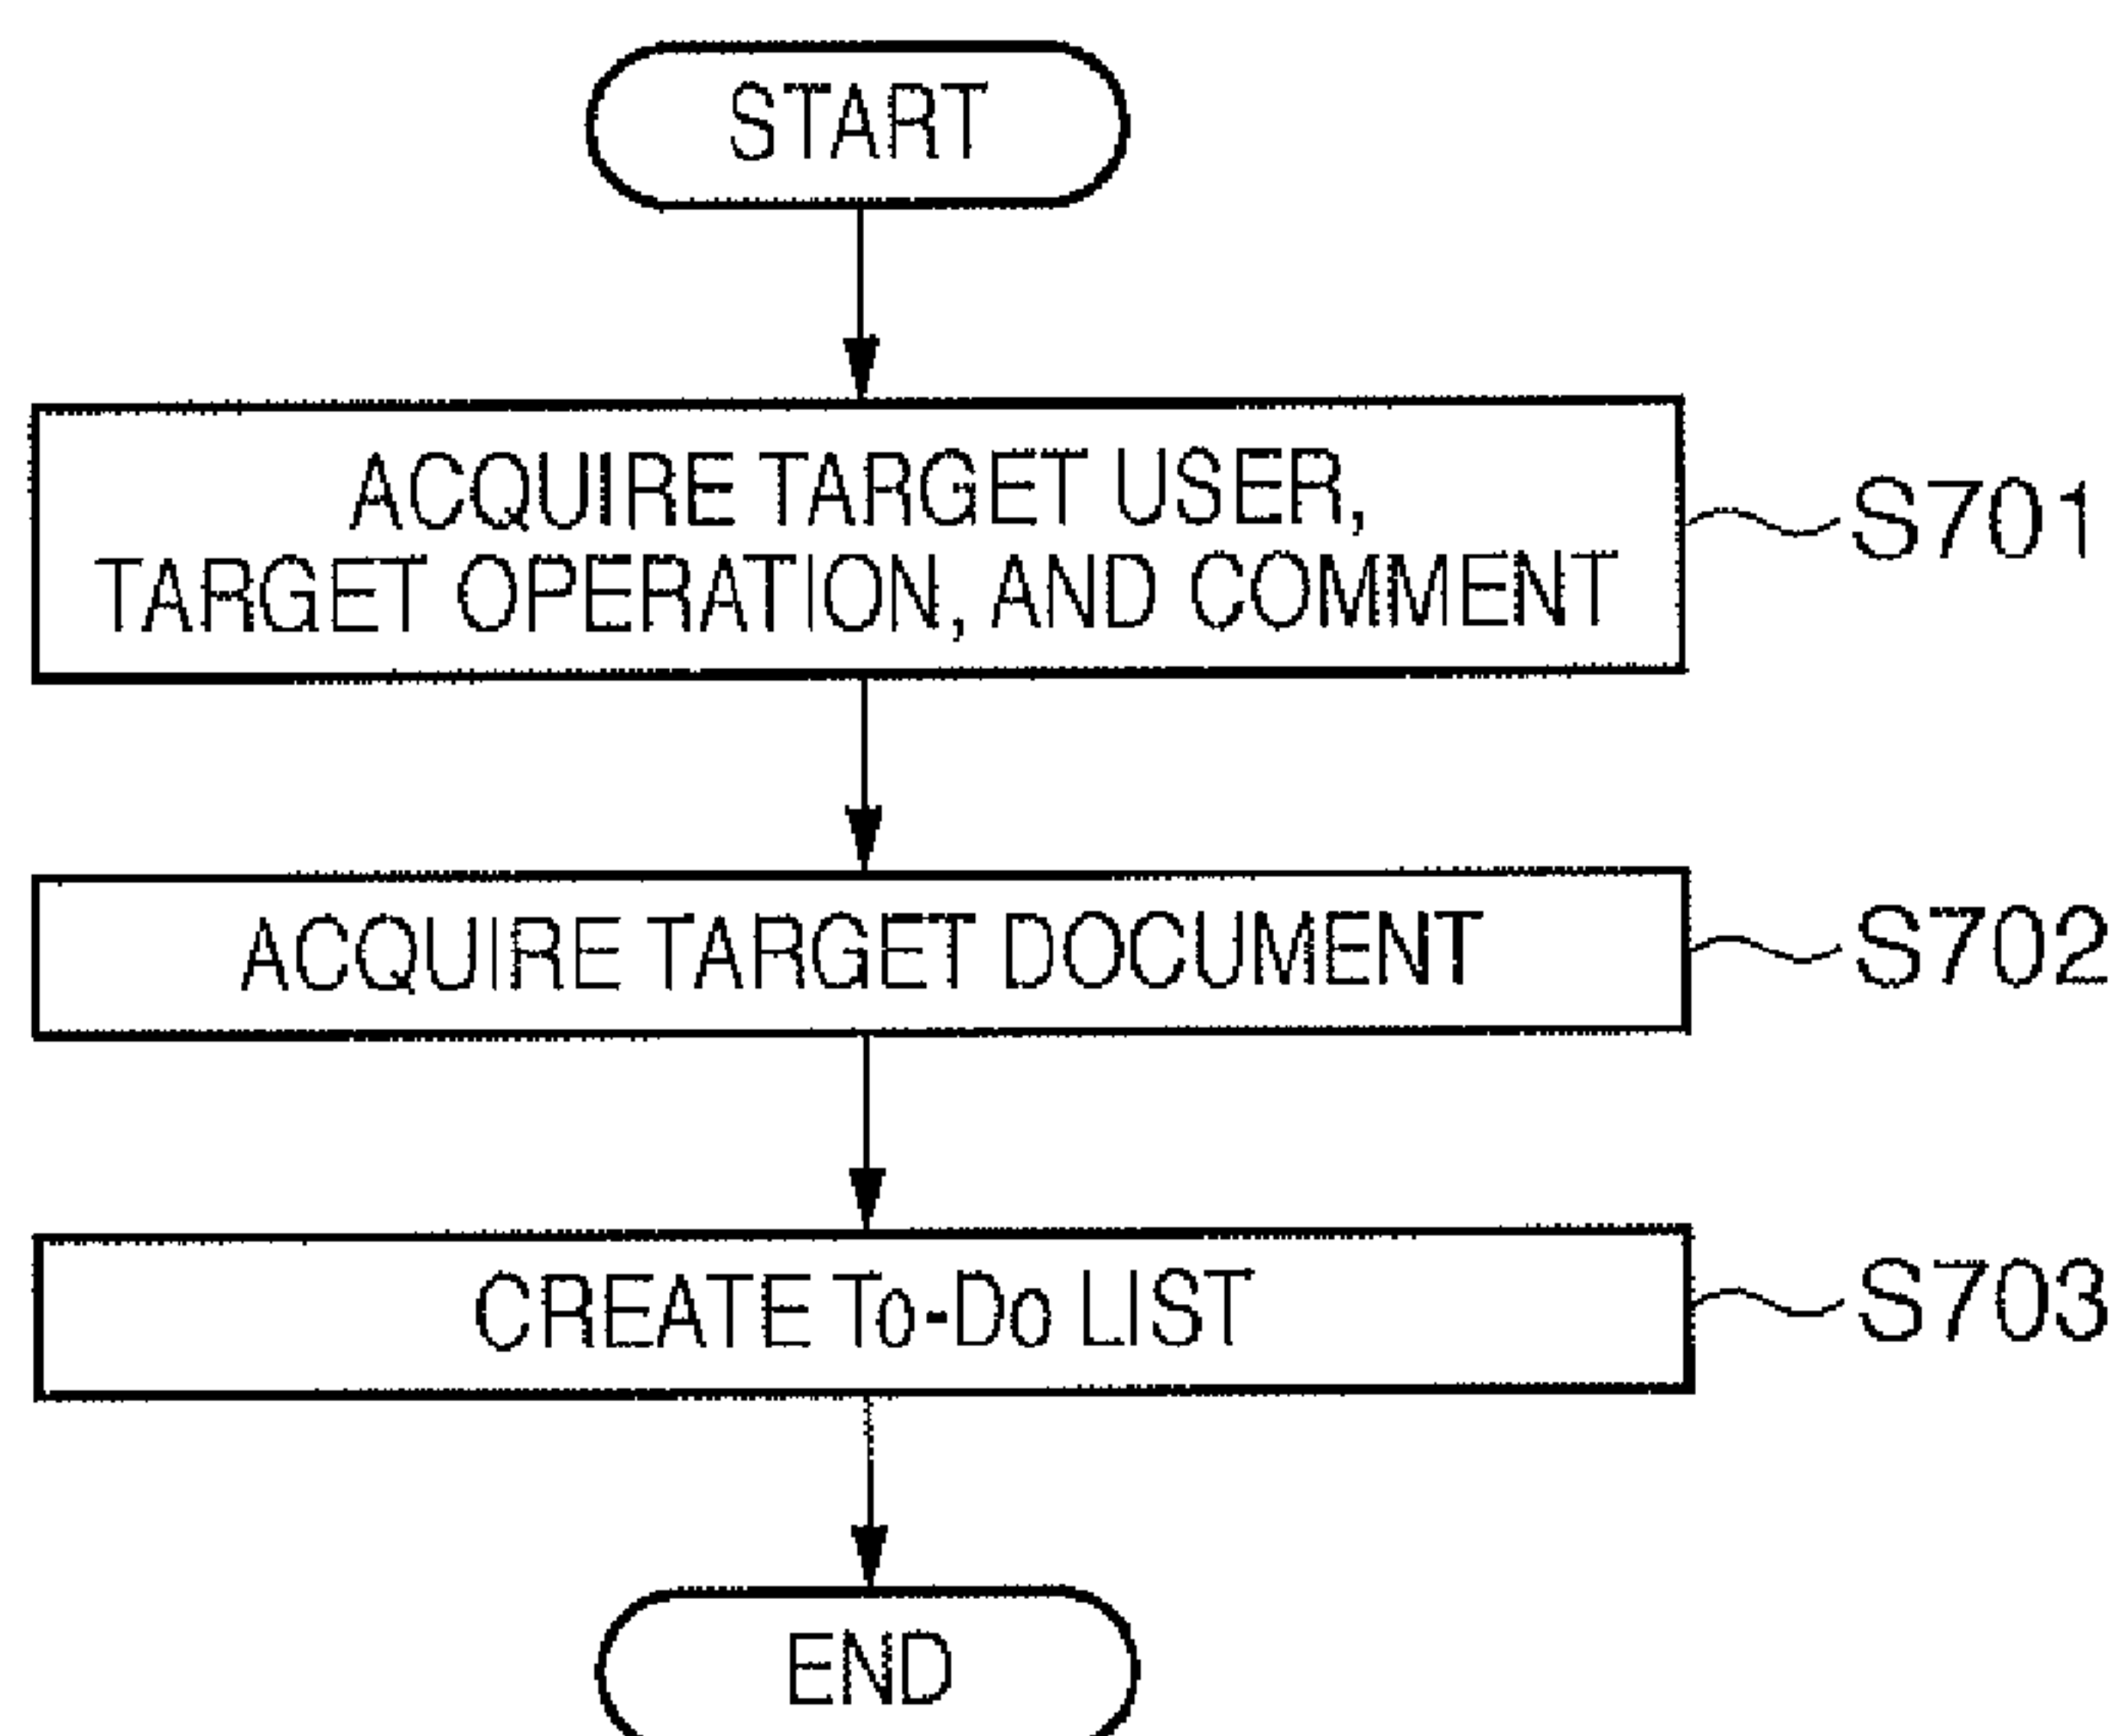 START
ACQUIRE TARGET USER,
TARGET OPERATION, AND COMMENT
S701
ACQUIRE TARGET DOCUMENT
S702
CREATE To-Do LIST
S703
END